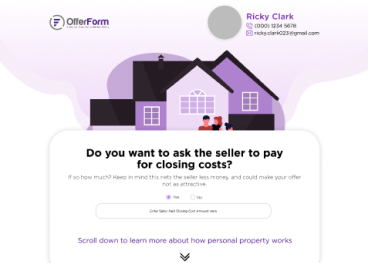 OfferForm
Ricky Clark
(000) 1234 5678
ricky.clark023@gmail.com
Do you want to ask the seller to pay
for closing costs?
If so how much? Keep in mind this nets the seller less money, and could make your offer
not as attractive.
Yes No
Enter Seller Paid Closing Cost Amount Here
Scroll down to learn more about how personal property works